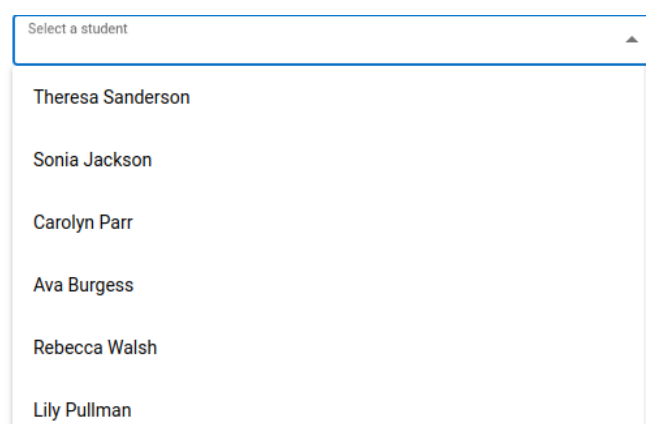 Select a student
Theresa Sanderson
Sonia Jackson
Carolyn Parr
Ava Burgess
Rebecca Walsh
Lily Pullman